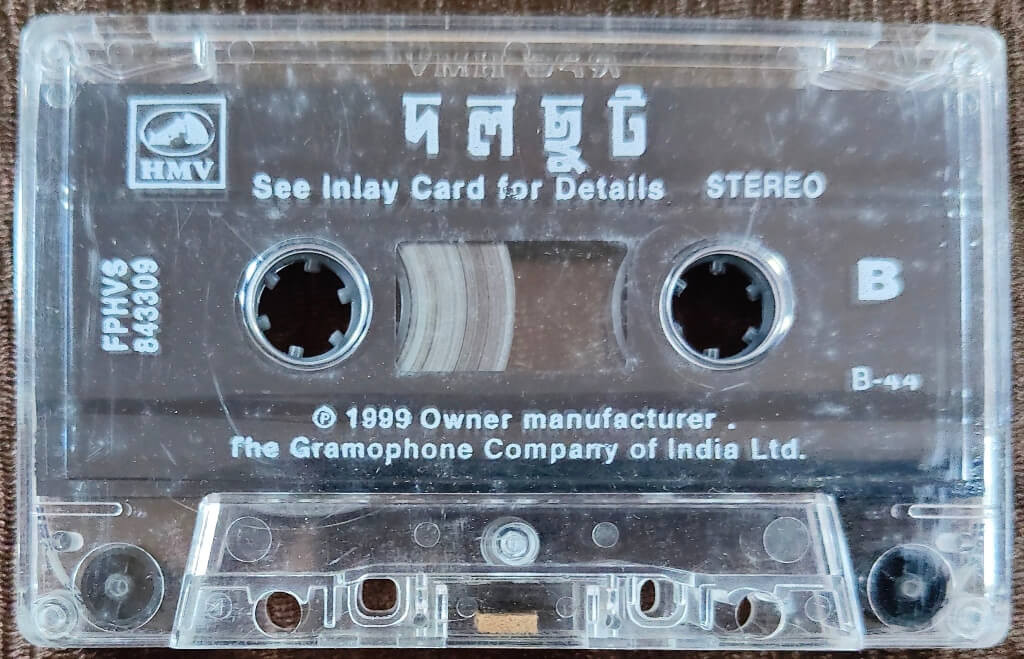 দলছুট
HMV
See Inlay Card for Details STEREO
FPHVS
843309
B
B-44
℗ 1999 Owner manufacturer .
The Gramophone Company of India Ltd.